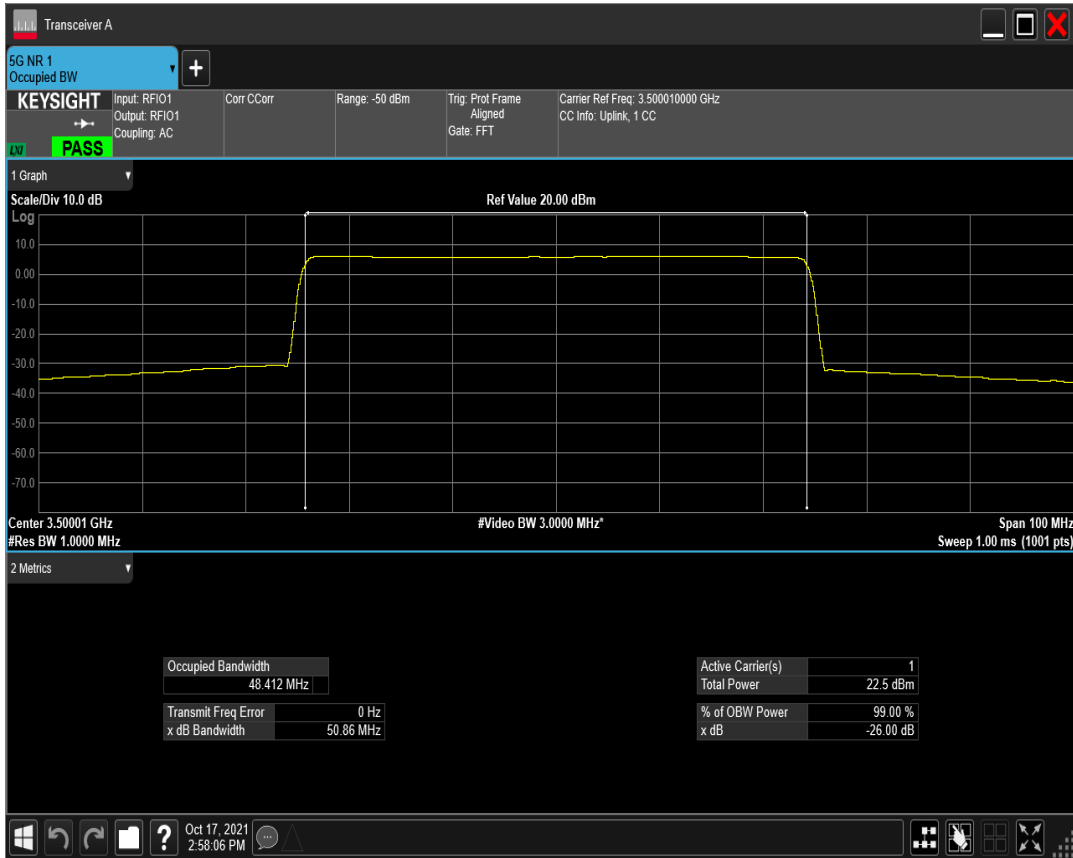 Transceiver A
5G NR 1
Occupied BW
KEYSIGHT
Input: RFIO1
Output: RFIO1
Coupling: AC
Corr CCorr
Range: -50 dBm
Trig: Prot Frame
Aligned
Gate: FFT
Carrier Ref Freq: 3.500010000 GHz
CC Info: Uplink, 1 CC
LXI
PASS
1 Graph
Scale/Div 10.0 dB
Ref Value 20.00 dBm
Log
10.0
0.00
-10.0
-20.0
-30.0
-40.0
-50.0
-60.0
-70.0
Center 3.50001 GHz
#Video BW 3.0000 MHz*
Span 100 MHz
#Res BW 1.0000 MHz
Sweep 1.00 ms (1001 pts)
2 Metrics
Occupied Bandwidth
48.412 MHz
Transmit Freq Error 0 Hz
x dB Bandwidth 50.86 MHz
Active Carrier(s) 1
Total Power 22.5 dBm
% of OBW Power 99.00 %
x dB -26.00 dB
?
Oct 17, 2021
2:58:06 PM